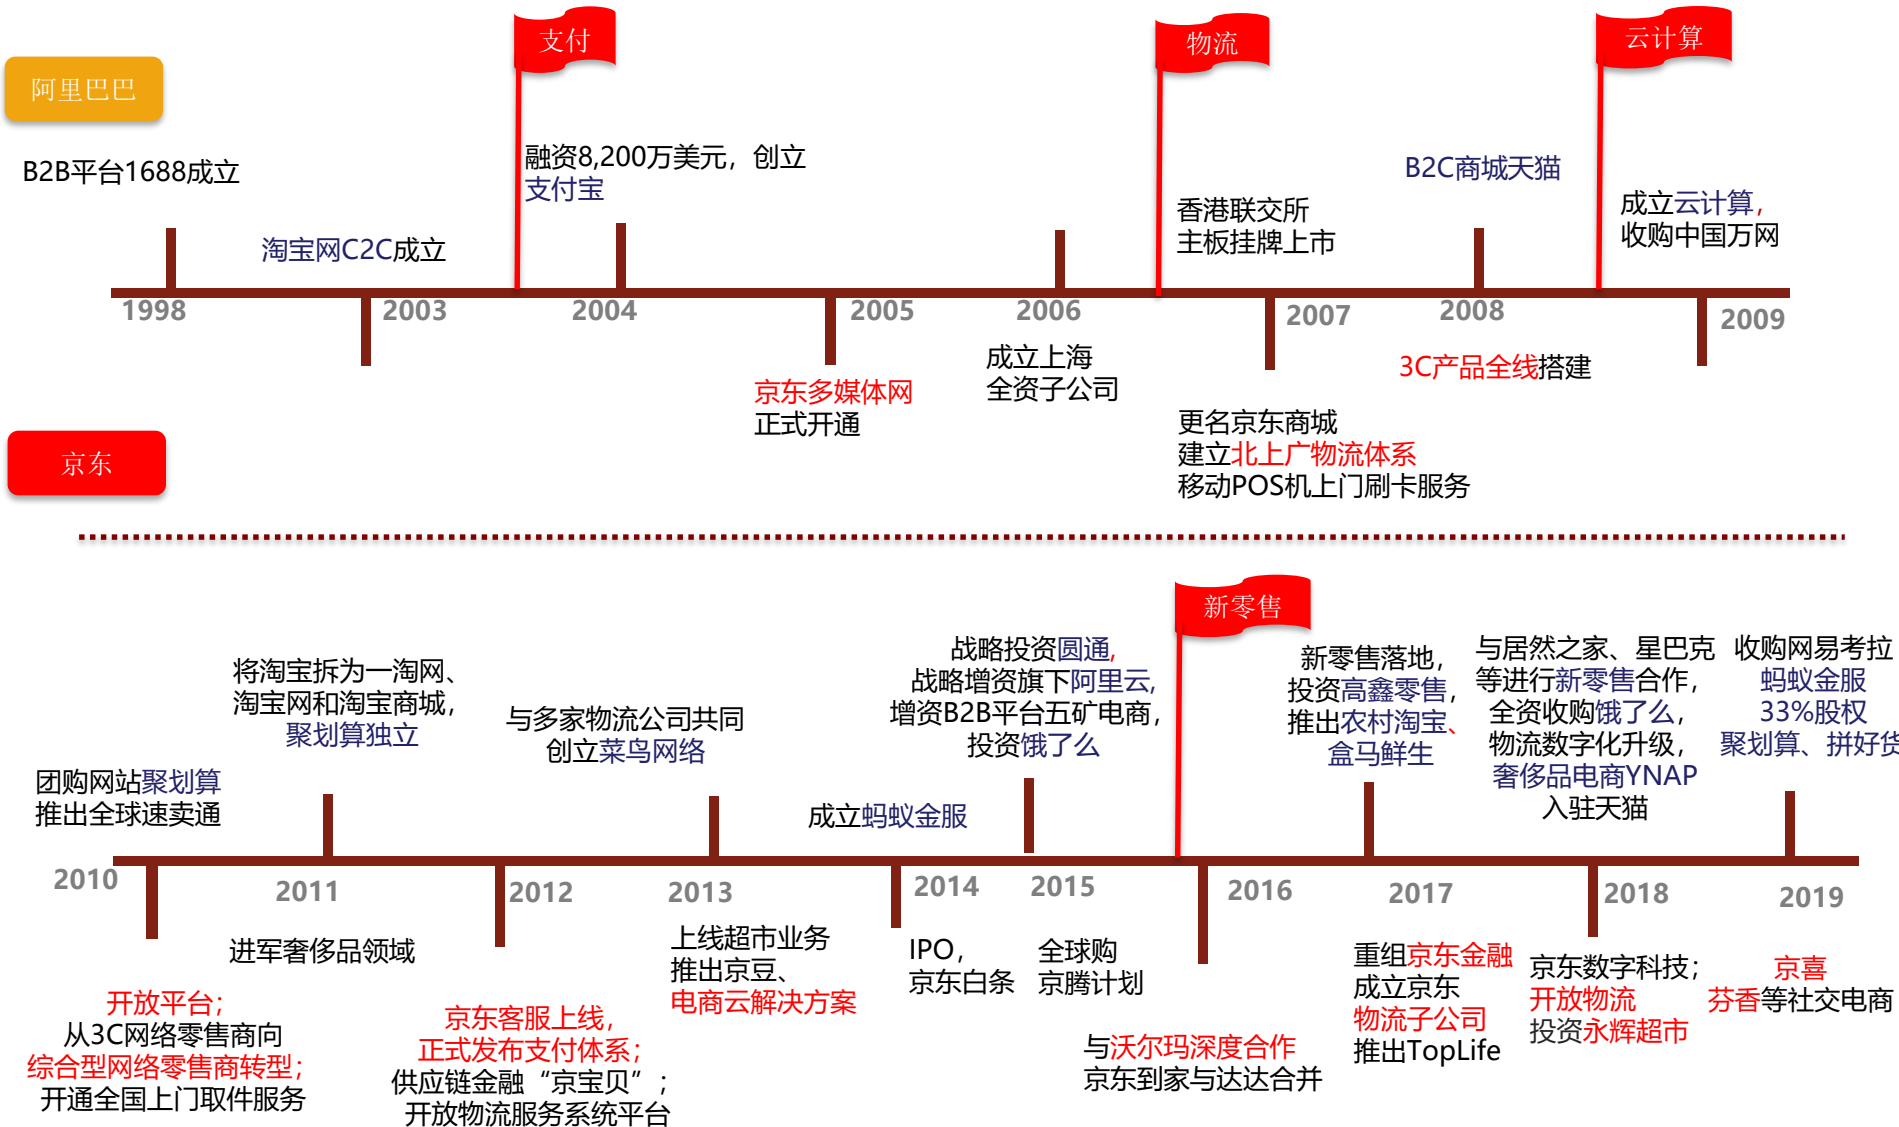 支付
物流
云计算
阿里巴巴
B2B平台1688成立
融资8,200万美元，创立
支付宝
B2C商城天猫
香港联交所
主板挂牌上市
成立云计算，
收购中国万网
淘宝网C2C成立
1998
2003
2004
2005
2006
2007
2008
2009
京东多媒体网
正式开通
成立上海
全资子公司
3C产品全线搭建
更名京东商城
建立北上广物流体系
移动POS机上门刷卡服务
京东
新零售
团购网站聚划算
推出全球速卖通
将淘宝拆为一淘网、
淘宝网和淘宝商城，
聚划算独立
与多家物流公司共同
创立菜鸟网络
成立蚂蚁金服
战略投资圆通，
战略增资旗下阿里云，
增资B2B平台五矿电商，
投资饿了么
新零售落地，
投资高鑫零售，
推出农村淘宝、
盒马鲜生
与居然之家、星巴克
等进行新零售合作，
全资收购饿了么，
物流数字化升级，
奢侈品电商YNAP
入驻天猫
收购网易考拉
蚂蚁金服
33%股权
聚划算、拼好货
2010
2011
2012
2013
2014
2015
2016
2017
2018
2019
开放平台；
从3C网络零售商向
综合型网络零售商转型；
开通全国上门取件服务
进军奢侈品领域
京东客服上线，
正式发布支付体系；
供应链金融“京宝贝”；
开放物流服务系统平台
上线超市业务
推出京豆、
电商云解决方案
IPO，
京东白条
全球购
京腾计划
与沃尔玛深度合作
京东到家与达达合并
重组京东金融
成立京东
物流子公司
推出TopLife
京东数字科技；
开放物流
投资永辉超市
京喜
芬香等社交电商